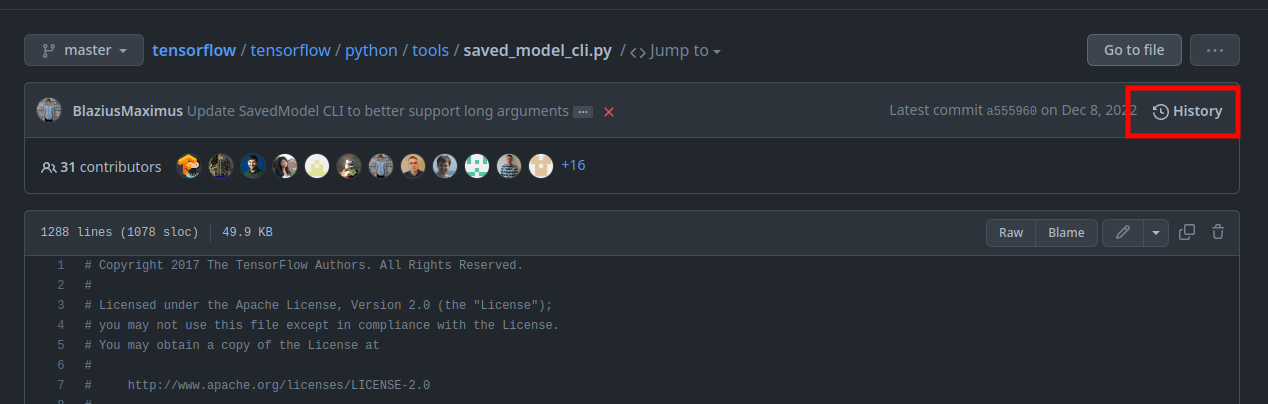 master tensorflow / tensorflow / python / tools / saved_model_cli.py / <> Jump to Go to file ...
BlaziusMaximus Update SavedModel CLI to better support long arguments ... Latest commit a555960 on Dec 8, 2022 History
31 contributors +16
1288 lines (1078 sloc) 49.9 KB Raw Blame
1 # Copyright 2017 The TensorFlow Authors. All Rights Reserved.
2 #
3 # Licensed under the Apache License, Version 2.0 (the "License");
4 # you may not use this file except in compliance with the License.
5 # You may obtain a copy of the License at
6 #
7 # http://www.apache.org/licenses/LICENSE-2.0
8 #